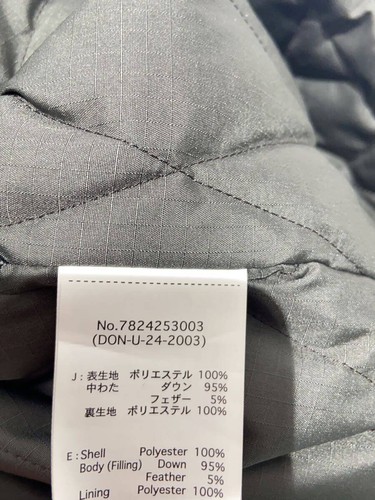 No.7824253003
(DON-U-24-2003)
J : 表生地 ポリエステル 100%
中わた ダウン 95%
フェザー 5%
裏生地 ポリエステル 100%
E : Shell Polyester 100%
Body (Filling) Down 95%
Feather 5%
Lining Polyester 100%